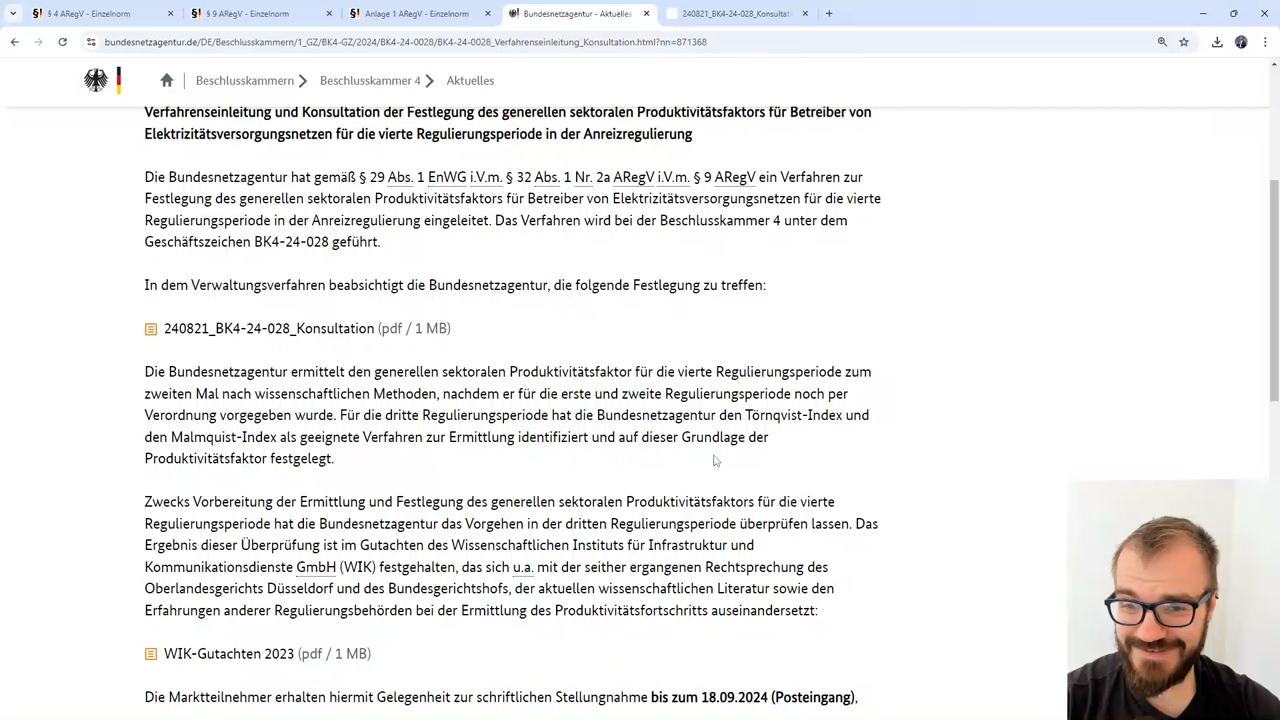 § 4 ARegV - Einzelnorm
§ 9 ARegV - Einzelnorm
Anlage 1 ARegV - Einzelnorm
Bundesnetzagentur - Aktuelles
240821_BK4-24-028_Konsultati
bundesnetzagentur.de/DE/Beschlusskammern/1_GZ/BK4-GZ/2024/BK4-24-0028/BK4-24-0028_Verfahrenseinleitung_Konsultation.html?nn=871368
Beschlusskammern
Beschlusskammer 4
Aktuelles
Verfahrenseinleitung und Konsultation der Festlegung des generellen sektoralen Produktivitätsfaktors für Betreiber von
Elektrizitätsversorgungsnetzen für die vierte Regulierungsperiode in der Anreizregulierung
Die Bundesnetzagentur hat gemäß § 29 Abs. 1 EnWG i.V.m. § 32 Abs. 1 Nr. 2a ARegV i.V.m. § 9 ARegV ein Verfahren zur
Festlegung des generellen sektoralen Produktivitätsfaktors für Betreiber von Elektrizitätsversorgungsnetzen für die vierte
Regulierungsperiode in der Anreizregulierung eingeleitet. Das Verfahren wird bei der Beschlusskammer 4 unter dem
Geschäftszeichen BK4-24-028 geführt.
In dem Verwaltungsverfahren beabsichtigt die Bundesnetzagentur, die folgende Festlegung zu treffen:
240821_BK4-24-028_Konsultation (pdf / 1 MB)
Die Bundesnetzagentur ermittelt den generellen sektoralen Produktivitätsfaktor für die vierte Regulierungsperiode zum
zweiten Mal nach wissenschaftlichen Methoden, nachdem er für die erste und zweite Regulierungsperiode noch per
Verordnung vorgegeben wurde. Für die dritte Regulierungsperiode hat die Bundesnetzagentur den Törnqvist-Index und
den Malmquist-Index als geeignete Verfahren zur Ermittlung identifiziert und auf dieser Grundlage der
Produktivitätsfaktor festgelegt.
Zwecks Vorbereitung der Ermittlung und Festlegung des generellen sektoralen Produktivitätsfaktors für die vierte
Regulierungsperiode hat die Bundesnetzagentur das Vorgehen in der dritten Regulierungsperiode überprüfen lassen. Das
Ergebnis dieser Überprüfung ist im Gutachten des Wissenschaftlichen Instituts für Infrastruktur und
Kommunikationsdienste GmbH (WIK) festgehalten, das sich u.a. mit der seither ergangenen Rechtsprechung des
Oberlandesgerichts Düsseldorf und des Bundesgerichtshofs, der aktuellen wissenschaftlichen Literatur sowie den
Erfahrungen anderer Regulierungsbehörden bei der Ermittlung des Produktivitätsfortschritts auseinandersetzt:
WIK-Gutachten 2023 (pdf / 1 MB)
Die Marktteilnehmer erhalten hiermit Gelegenheit zur schriftlichen Stellungnahme bis zum 18.09.2024 (Posteingang),